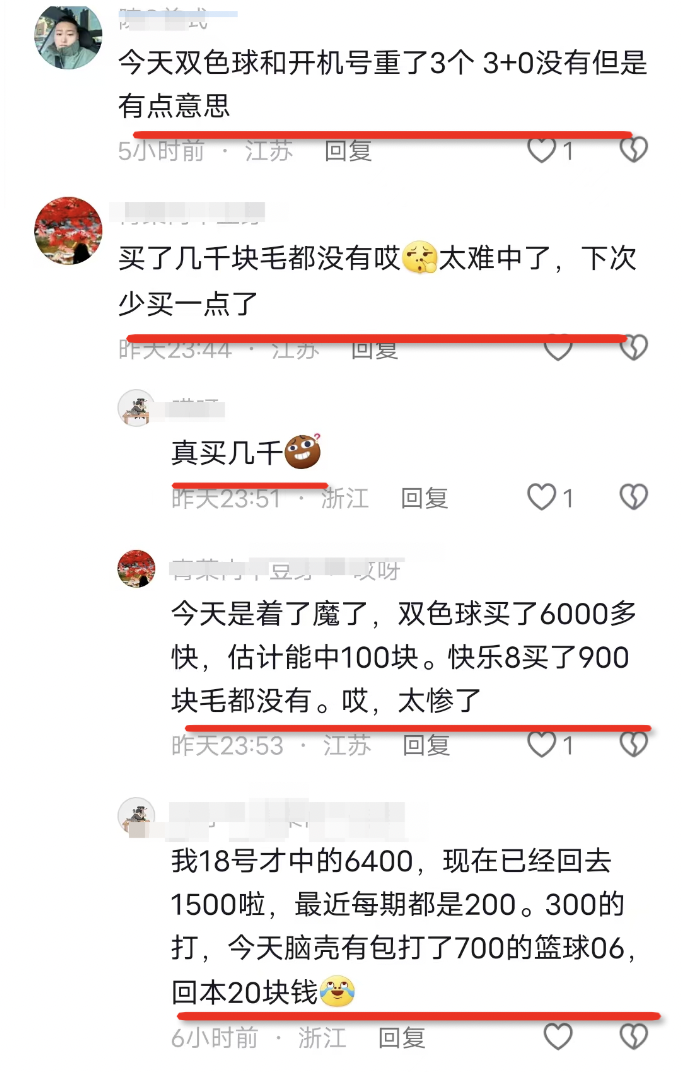 今天双色球和开机号重了3个 3+0没有但是
有点意思
5小时前 · 江苏 回复 1
买了几千块毛都没有哎太难中了，下次
少买一点了
昨天23:44 · 江苏 回复
真买几千
昨天23:51 · 浙江 回复 1
哎呀
今天是着了魔了，双色球买了6000多
快，估计能中100块。快乐8买了900
块毛都没有。哎，太惨了
昨天23:53 · 江苏 回复 1
我18号才中的6400，现在已经回去
1500啦，最近每期都是200。300的
打，今天脑壳有包打了700的篮球06，
回本20块钱
6小时前 · 浙江 回复